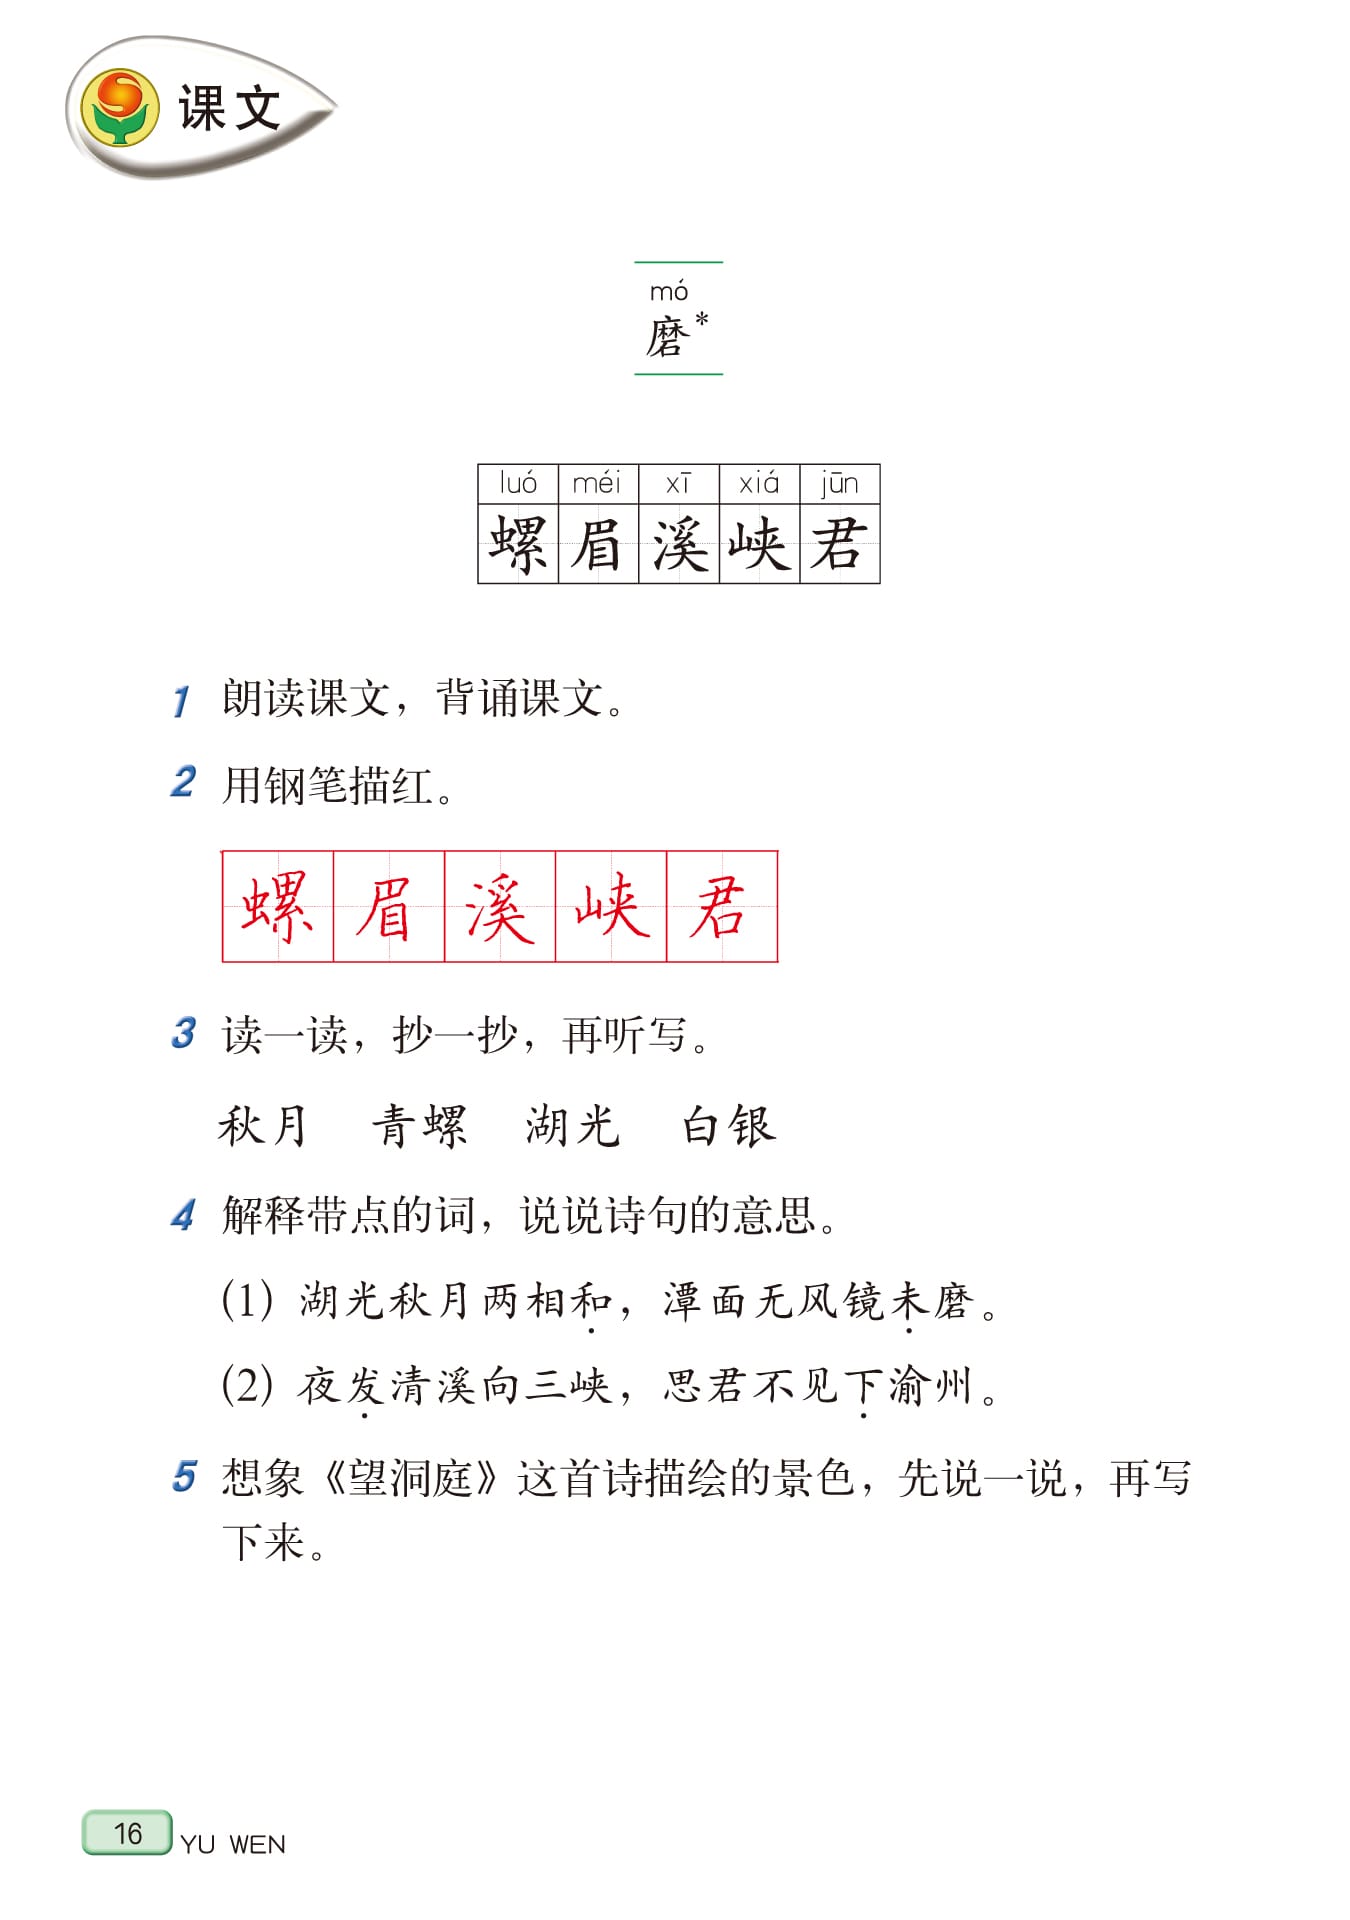 课文
mó
磨*
luó méi xī xiá jūn
螺 眉 溪 峡 君
1 朗读课文，背诵课文。
2 用钢笔描红。
螺 眉 溪 峡 君
3 读一读，抄一抄，再听写。
秋月 青螺 湖光 白银
4 解释带点的词，说说诗句的意思。
(1) 湖光秋月两相和，潭面无风镜未磨。
(2) 夜发清溪向三峡，思君不见下渝州。
5 想象《望洞庭》这首诗描绘的景色，先说一说，再写
下来。
16 YU WEN